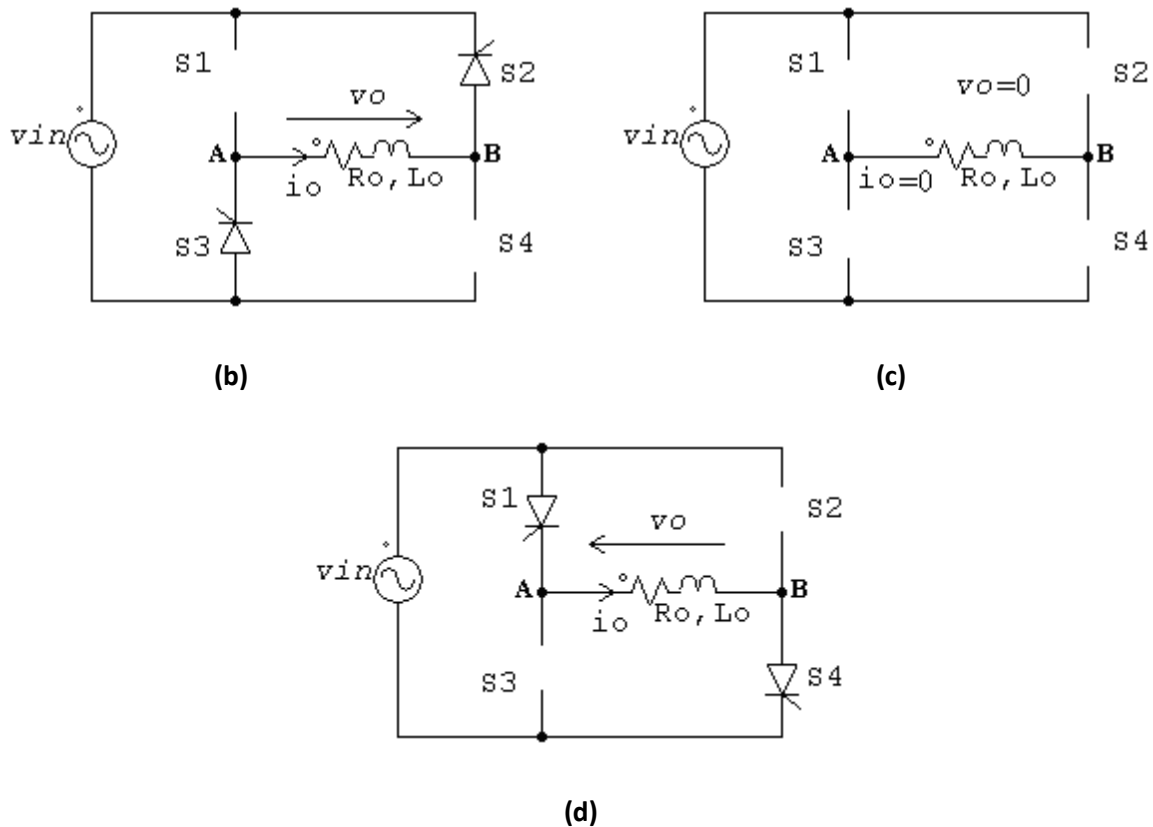 S1
S2
vo
vin
A
B
io
Ro, Lo
S3
S4
(b)
S1
S2
vo=0
vin
A
B
io=0
Ro, Lo
S3
S4
(c)
S1
S2
vo
vin
A
B
io
Ro, Lo
S3
S4
(d)